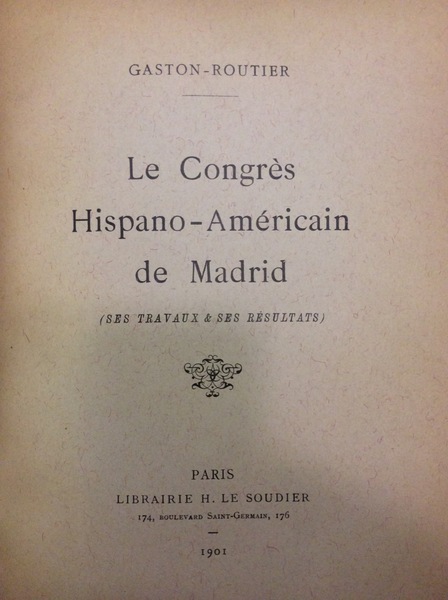 GASTON-ROUTIER
Le Congrès
Hispano-Américain
de Madrid
(SES TRAVAUX & SES RÉSULTATS)
PARIS
LIBRAIRIE H. LE SOUDIER
174, BOULEVARD SAINT-GERMAIN, 176
1901